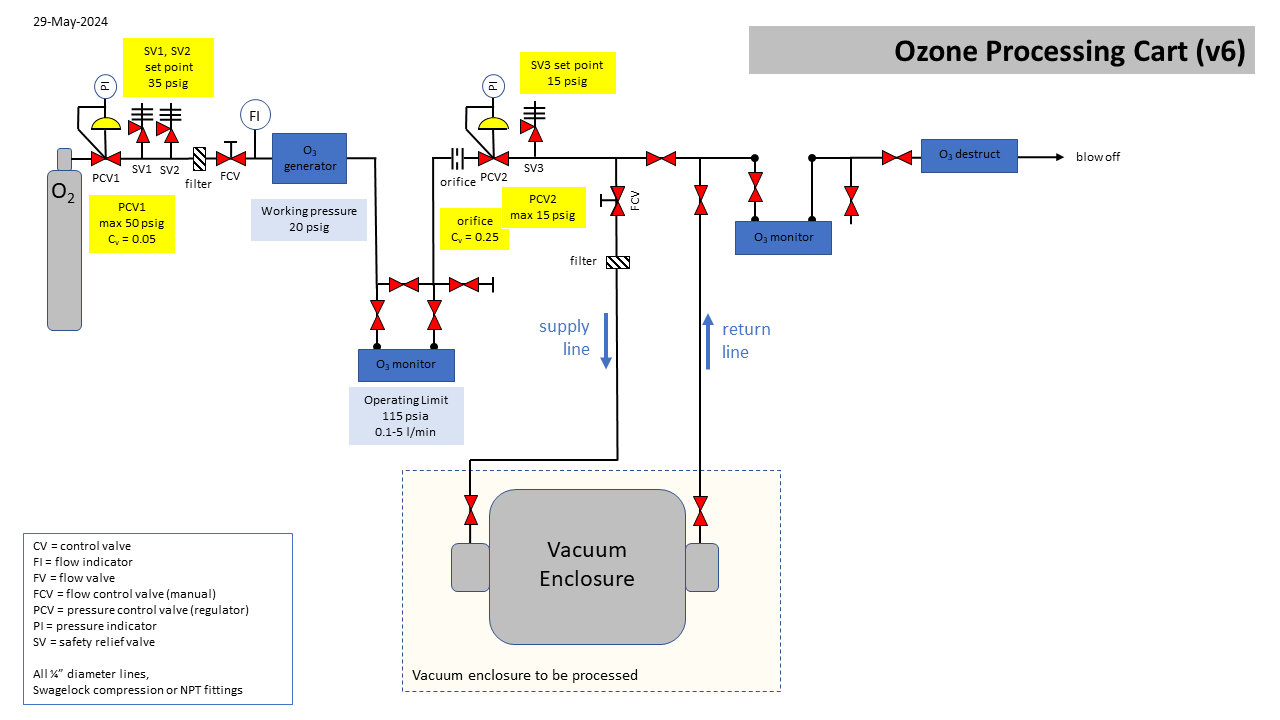 29-May-2024
Ozone Processing Cart (v6)
SV1, SV2
set point
35 psig
SV3 set point
15 psig
PI
PI
FI
O₃
generator
O₃ destruct
blow off
PCV1
SV1
SV2
filter
FCV
orifice
PCV2
SV3
FCV
O₂
PCV1
max 50 psig
Cᵥ = 0.05
Working pressure
20 psig
orifice
Cᵥ = 0.25
PCV2
max 15 psig
O₃ monitor
filter
supply
line
return
line
O₃ monitor
Operating Limit
115 psia
0.1-5 l/min
Vacuum
Enclosure
Vacuum enclosure to be processed
CV = control valve
FI = flow indicator
FV = flow valve
FCV = flow control valve (manual)
PCV = pressure control valve (regulator)
PI = pressure indicator
SV = safety relief valve
All ¼” diameter lines,
Swagelock compression or NPT fittings